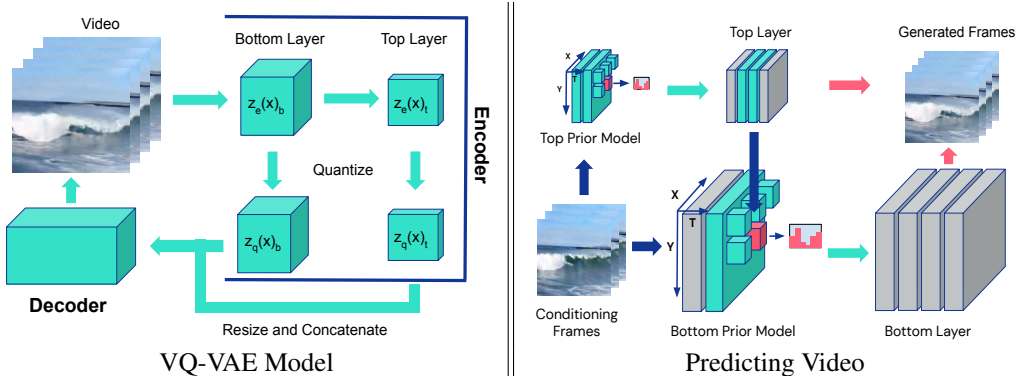 Video
Bottom Layer
Top Layer
z_e(x)_b
z_e(x)_t
Encoder
Quantize
z_q(x)_b
z_q(x)_t
Decoder
Resize and Concatenate
VQ-VAE Model
Top Layer
Generated Frames
X
T
Y
Top Prior Model
X
T
Y
Conditioning
Frames
Bottom Prior Model
Bottom Layer
Predicting Video